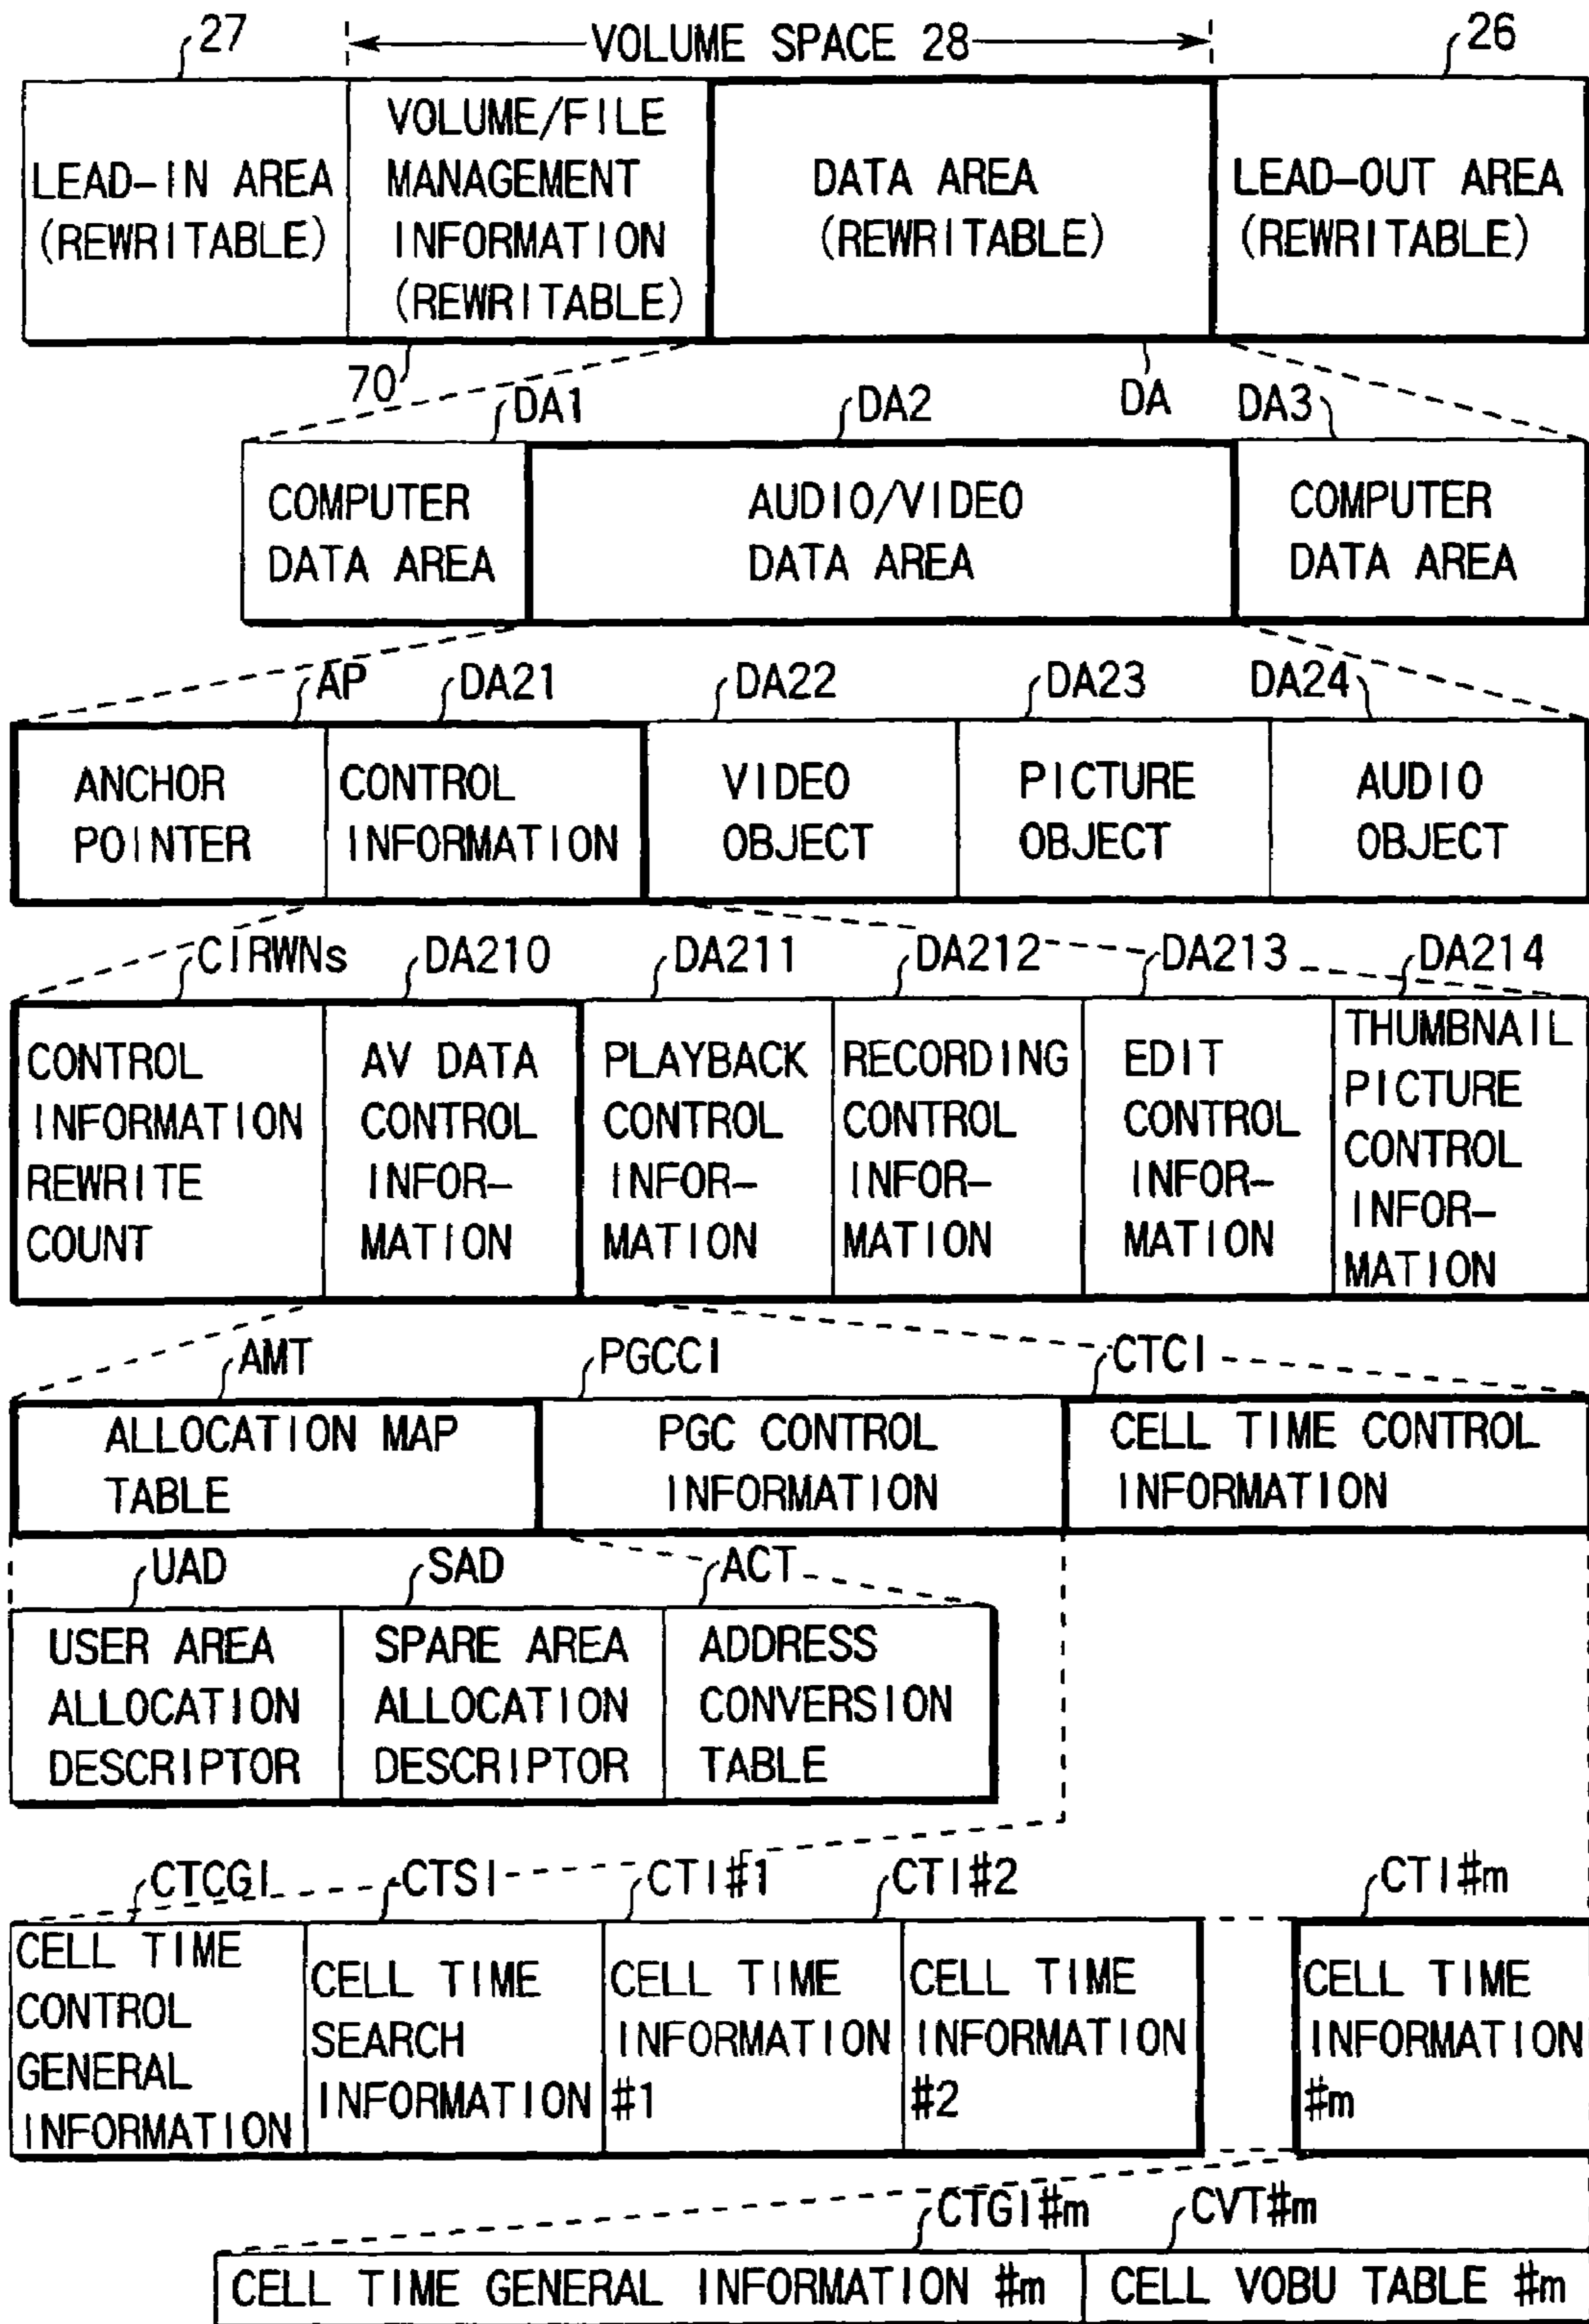 27
VOLUME SPACE 28
26
LEAD-IN AREA
(REWRITABLE)
VOLUME/FILE
MANAGEMENT
INFORMATION
(REWRITABLE)
DATA AREA
(REWRITABLE)
LEAD-OUT AREA
(REWRITABLE)
70
DA1
DA2
DA
DA3
COMPUTER
DATA AREA
AUDIO/VIDEO
DATA AREA
COMPUTER
DATA AREA
AP
DA21
DA22
DA23
DA24
ANCHOR
POINTER
CONTROL
INFORMATION
VIDEO
OBJECT
PICTURE
OBJECT
AUDIO
OBJECT
CIRWNs
DA210
DA211
DA212
DA213
DA214
CONTROL
INFORMATION
REWRITE
COUNT
AV DATA
CONTROL
INFOR-
MATION
PLAYBACK
CONTROL
INFOR-
MATION
RECORDING
CONTROL
INFOR-
MATION
EDIT
CONTROL
INFOR-
MATION
THUMBNAIL
PICTURE
CONTROL
INFOR-
MATION
AMT
PGCCI
CTCI
ALLOCATION MAP
TABLE
PGC CONTROL
INFORMATION
CELL TIME CONTROL
INFORMATION
UAD
SAD
ACT
USER AREA
ALLOCATION
DESCRIPTOR
SPARE AREA
ALLOCATION
DESCRIPTOR
ADDRESS
CONVERSION
TABLE
CTCGI
CTSI
CTI#1
CTI#2
CTI#m
CELL TIME
CONTROL
GENERAL
INFORMATION
CELL TIME
SEARCH
INFORMATION
CELL TIME
INFORMATION
#1
CELL TIME
INFORMATION
#2
CELL TIME
INFORMATION
#m
CTGI#m
CVT#m
CELL TIME GENERAL INFORMATION #m
CELL VOBU TABLE #m